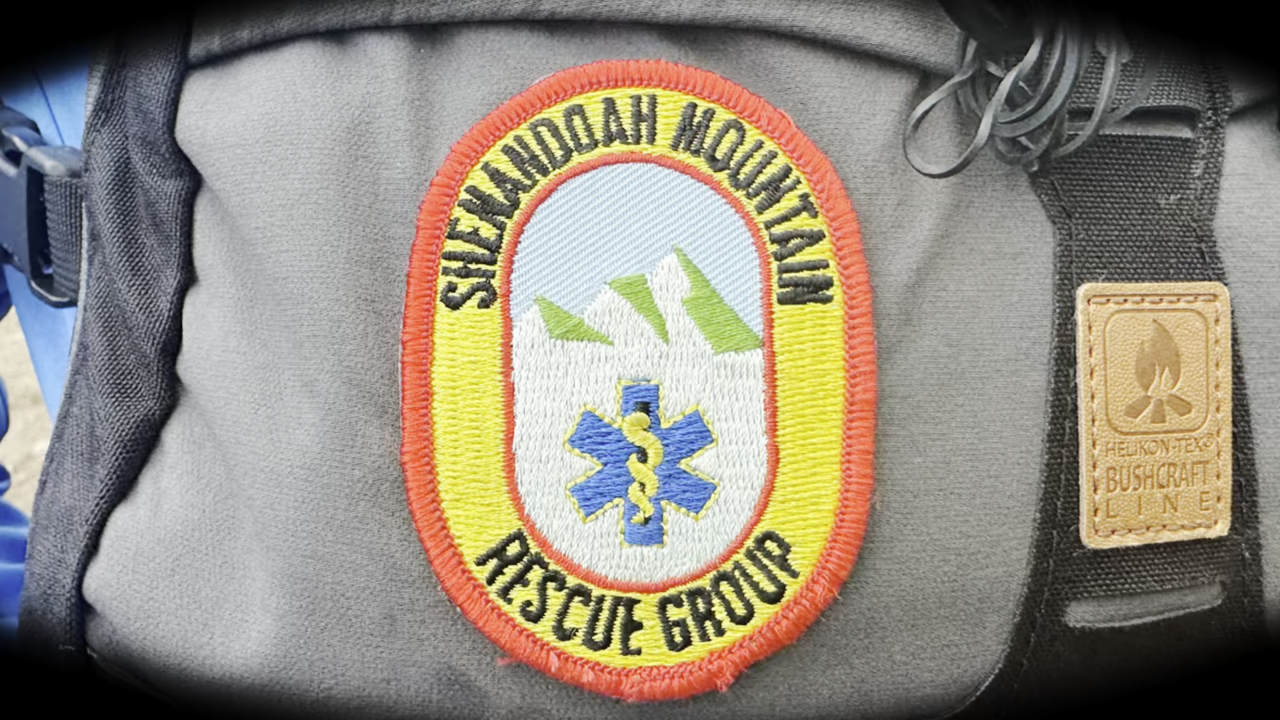 SHENANDOAH MOUNTAIN
RESCUE GROUP
HELIKON-TEX®
BUSHCRAFT
LINE